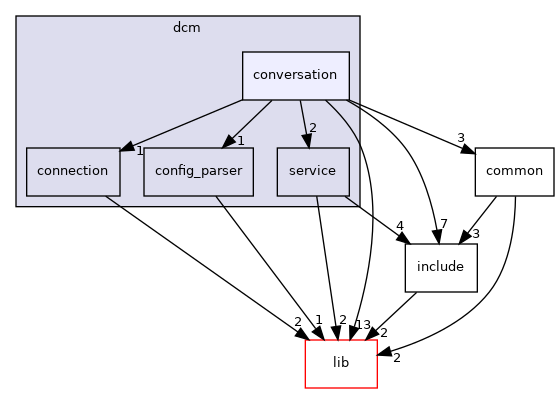 dcm
conversation
1
1
2
3
connection
config_parser
service
common
4
7
3
include
2
1
2
13
2
2
lib